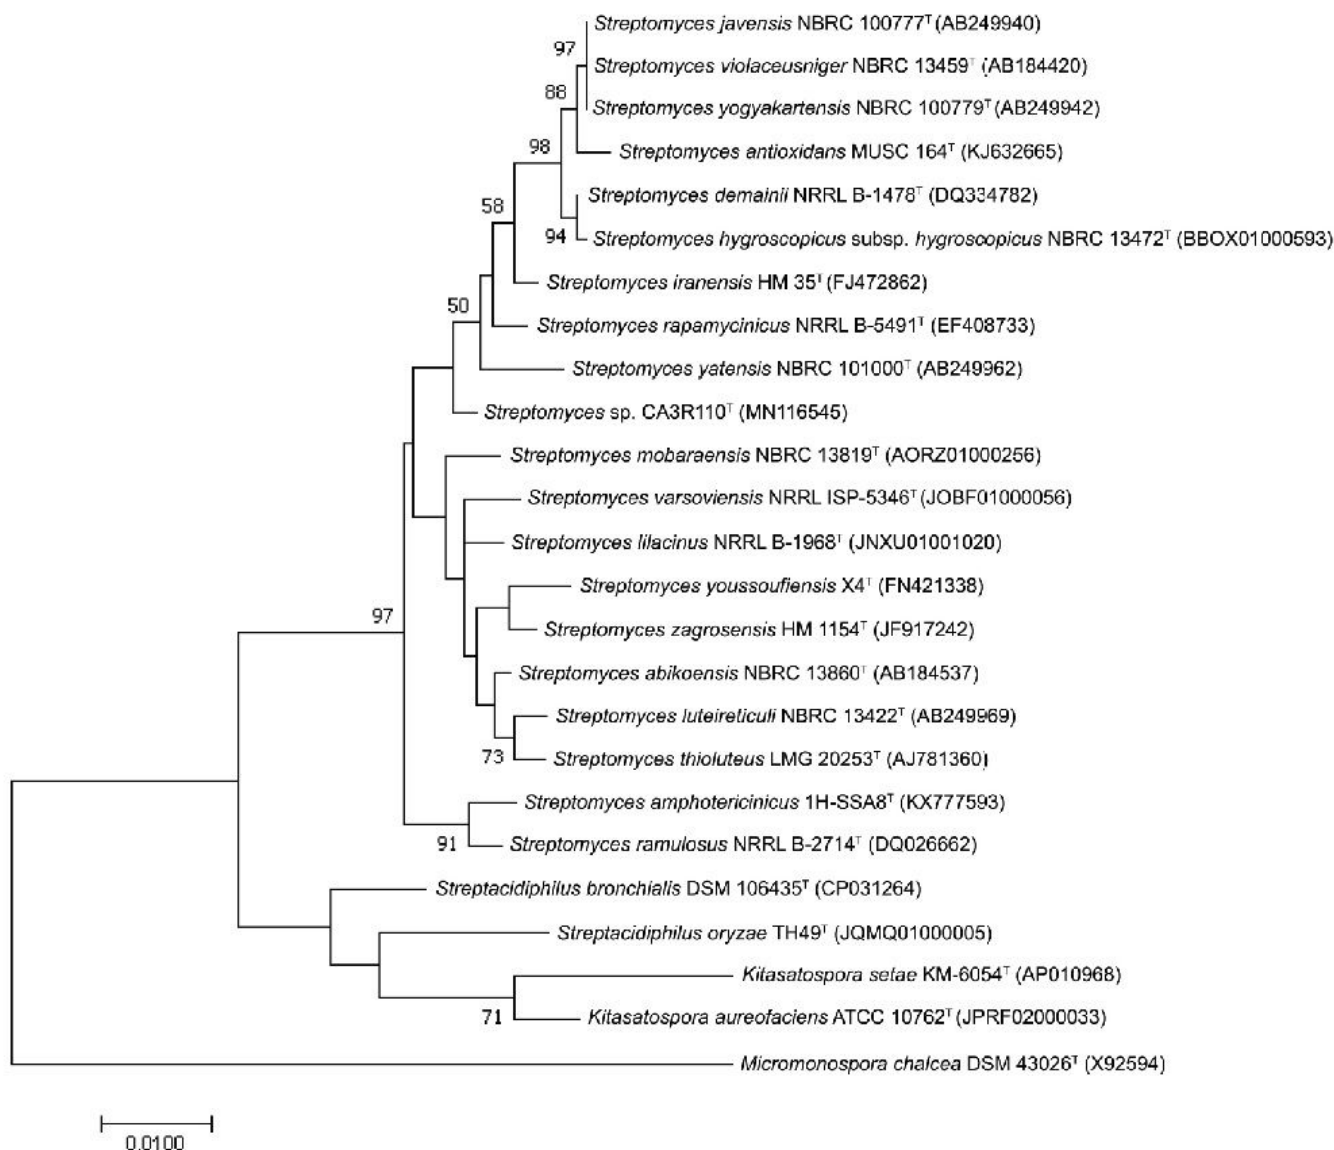 Streptomyces javensis NBRC 100777ᵀ (AB249940)
97
Streptomyces violaceusniger NBRC 13459ᵀ (AB184420)
88
Streptomyces yogyakartensis NBRC 100779ᵀ (AB249942)
98
Streptomyces antioxidans MUSC 164ᵀ (KJ632665)
Streptomyces demainii NRRL B-1478ᵀ (DQ334782)
58
94
Streptomyces hygroscopicus subsp. hygroscopicus NBRC 13472ᵀ (BBOX01000593)
Streptomyces iranensis HM 35ᵀ (FJ472862)
50
Streptomyces rapamycinicus NRRL B-5491ᵀ (EF408733)
Streptomyces yatensis NBRC 101000ᵀ (AB249962)
Streptomyces sp. CA3R110ᵀ (MN116545)
Streptomyces mobaraensis NBRC 13819ᵀ (AORZ01000256)
Streptomyces varsoviensis NRRL ISP-5346ᵀ (JOBF01000056)
Streptomyces lilacinus NRRL B-1968ᵀ (JNXU01001020)
Streptomyces youssoufiensis X4ᵀ (FN421338)
97
Streptomyces zagrosensis HM 1154ᵀ (JF917242)
Streptomyces abikoensis NBRC 13860ᵀ (AB184537)
Streptomyces luteireticuli NBRC 13422ᵀ (AB249969)
73
Streptomyces thioluteus LMG 20253ᵀ (AJ781360)
Streptomyces amphotericinicus 1H-SSA8ᵀ (KX777593)
91
Streptomyces ramulosus NRRL B-2714ᵀ (DQ026662)
Streptacidiphilus bronchialis DSM 106435ᵀ (CP031264)
Streptacidiphilus oryzae TH49ᵀ (JQMQ01000005)
Kitasatospora setae KM-6054ᵀ (AP010968)
71
Kitasatospora aureofaciens ATCC 10762ᵀ (JPRF02000033)
Micromonospora chalcea DSM 43026ᵀ (X92594)
0.0100